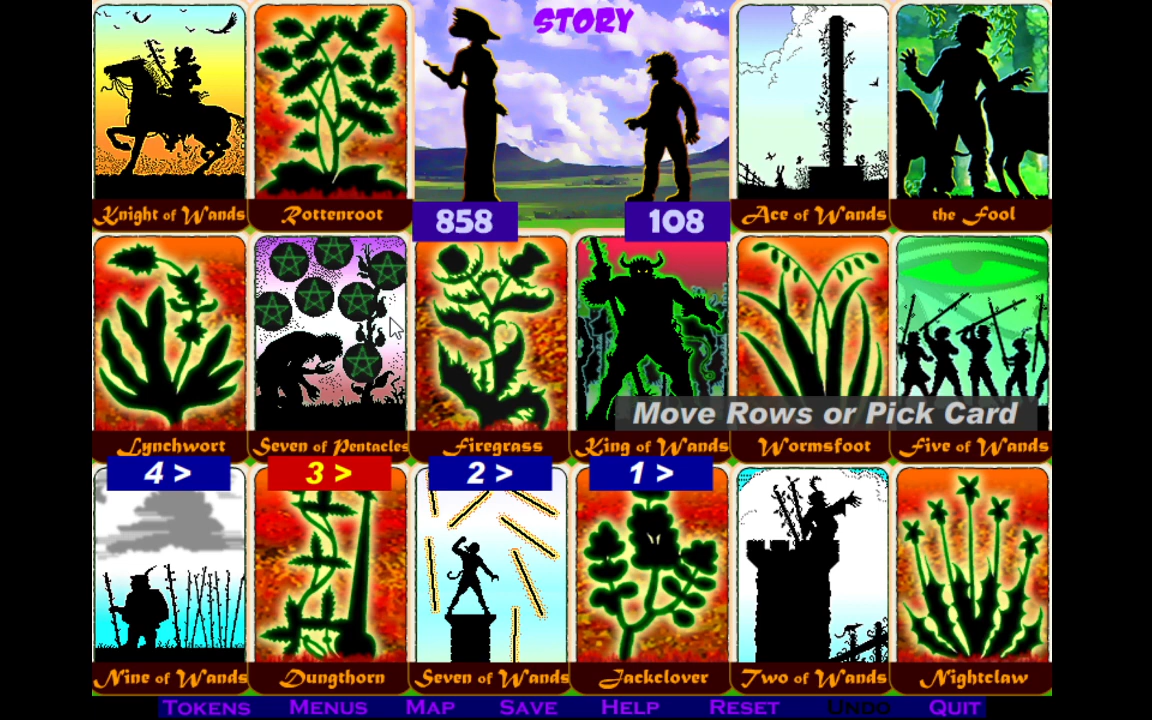 STORY
Knight of Wands
Rottenroot
858
108
Ace of Wands
the Fool
Lynchwort
Seven of Pentacles
Firegrass
King of Wands
Wormsfoot
Five of Wands
Move Rows or Pick Card
4 >
3 >
2 >
1 >
Nine of Wands
Dungthorn
Seven of Wands
Jackclover
Two of Wands
Nightclaw
Tokens Menus Map Save Help Reset Undo Quit